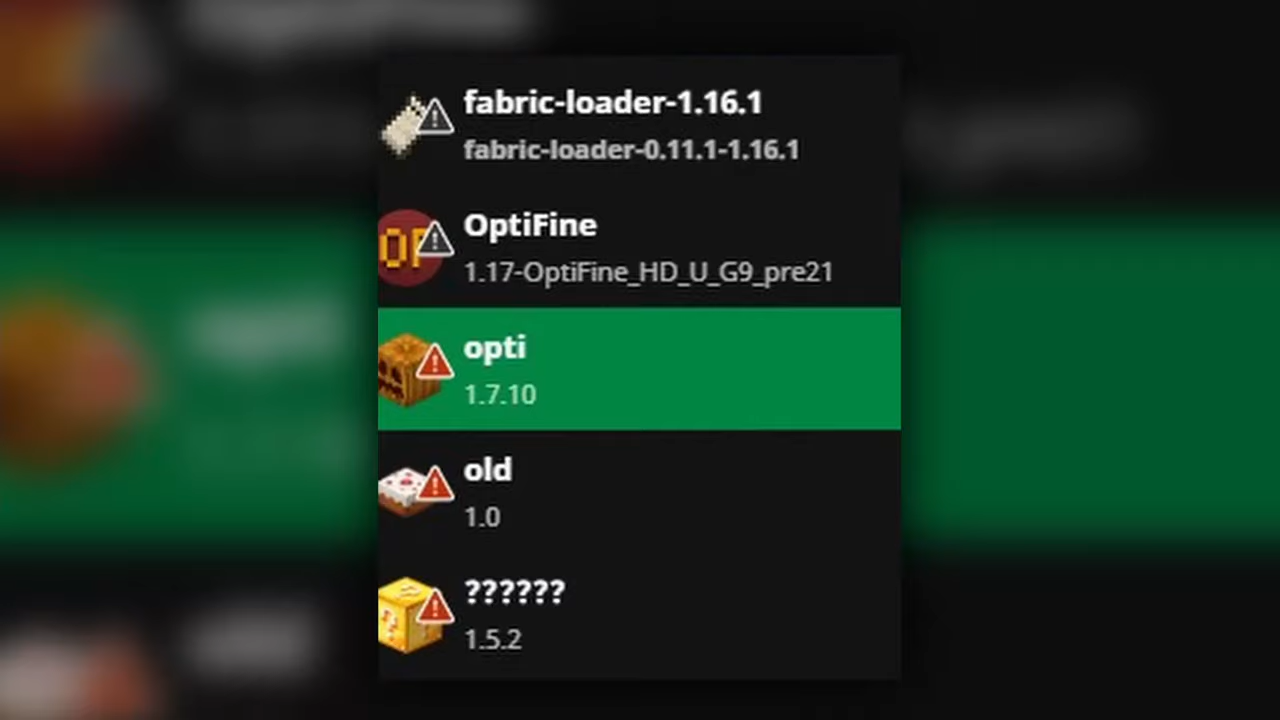 fabric-loader-1.16.1
fabric-loader-0.11.1-1.16.1
OptiFine
1.17-OptiFine_HD_U_G9_pre21
opti
1.7.10
old
1.0
??????
1.5.2